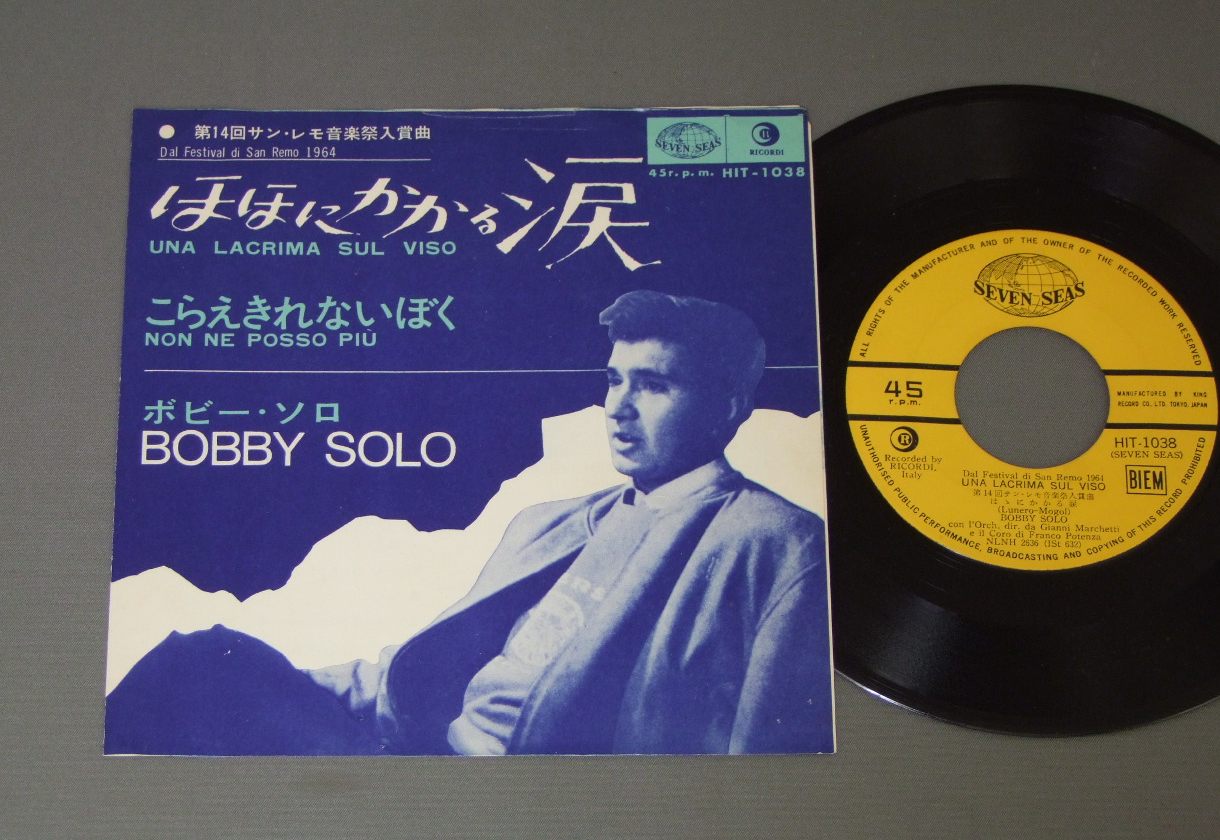 ● 第14回サン・レモ音楽祭入賞曲
Dal Festival di San Remo 1964
SEVEN SEAS
R
RICORDI
45r.p.m. HIT-1038
ほほにかかる涙
UNA LACRIMA SUL VISO
こらえきれないぼく
NON NE POSSO PIÙ
ボビー・ソロ
BOBBY SOLO
ALL RIGHTS OF THE MANUFACTURER AND OF THE OWNER OF THE RECORDED WORK RESERVED
SEVEN SEAS
45
r.p.m.
MANUFACTURED BY KING
RECORD CO., LTD. TOKYO, JAPAN
R
Recorded by
RICORDI,
Italy
HIT-1038
(SEVEN SEAS)
BIEM
Dal Festival di San Remo 1964
UNA LACRIMA SUL VISO
第14回サン・レモ音楽祭入賞曲
ほゝにかかる涙
(Lunero-Mogol)
BOBBY SOLO
con l'Orch. dir. da Gianni Marchetti
e il Coro di Franco Potenza
NLNH 2836 (ISt 632)
UNAUTHORISED PUBLIC PERFORMANCE, BROADCASTING AND COPYING OF THIS RECORD PROHIBITED